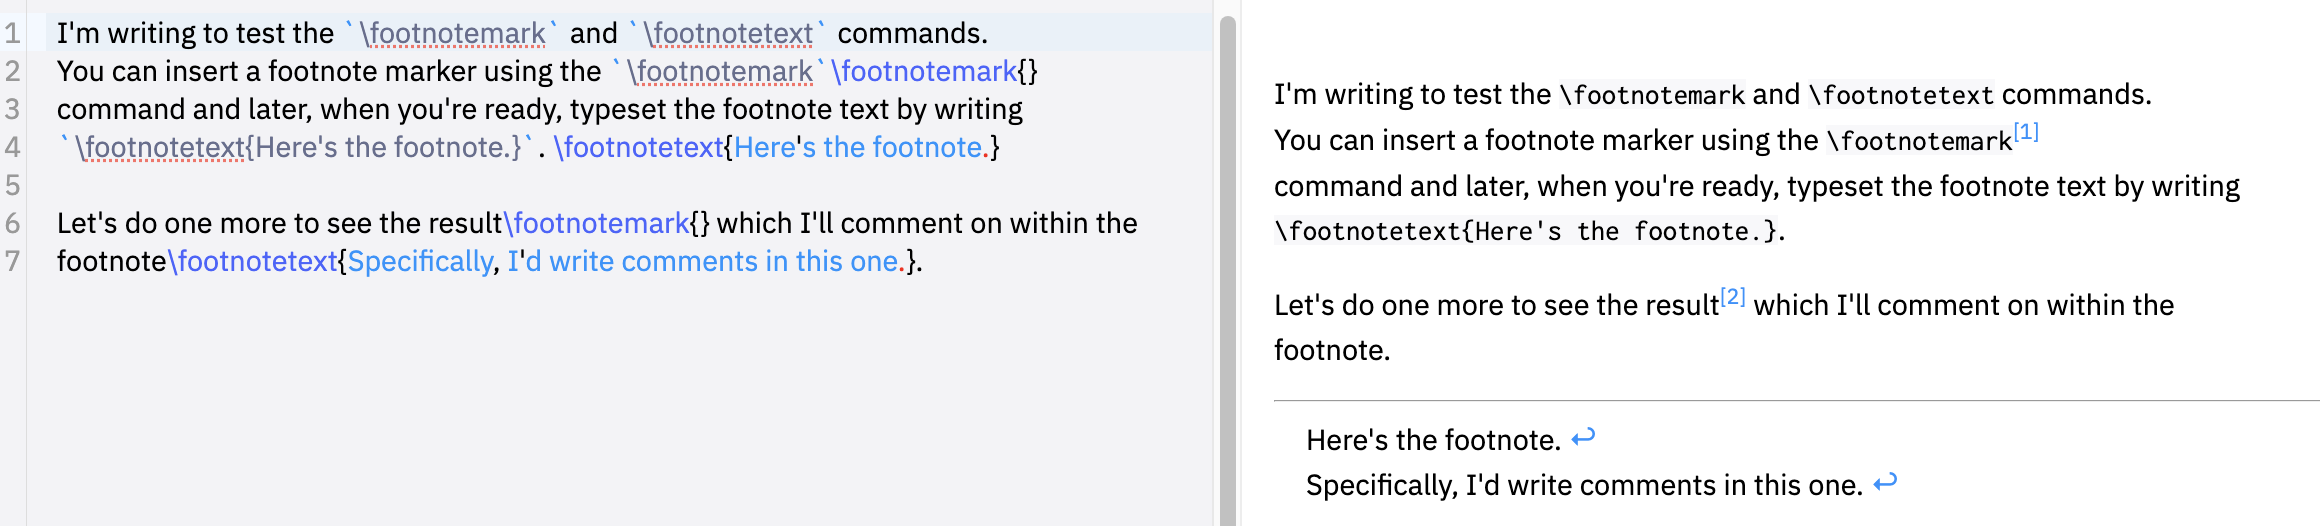 1 I'm writing to test the `\footnotemark` and `\footnotetext` commands.
2 You can insert a footnote marker using the `\footnotemark`\footnotemark{}
3 command and later, when you're ready, typeset the footnote text by writing
4 `\footnotetext{Here's the footnote.}`. \footnotetext{Here's the footnote.}
5
6 Let's do one more to see the result\footnotemark{} which I'll comment on within the
7 footnote\footnotetext{Specifically, I'd write comments in this one.}.
I'm writing to test the \footnotemark and \footnotetext commands.
You can insert a footnote marker using the \footnotemark[1]
command and later, when you're ready, typeset the footnote text by writing
\footnotetext{Here's the footnote.}.
Let's do one more to see the result[2] which I'll comment on within the
footnote.
Here's the footnote. ↩
Specifically, I'd write comments in this one. ↩